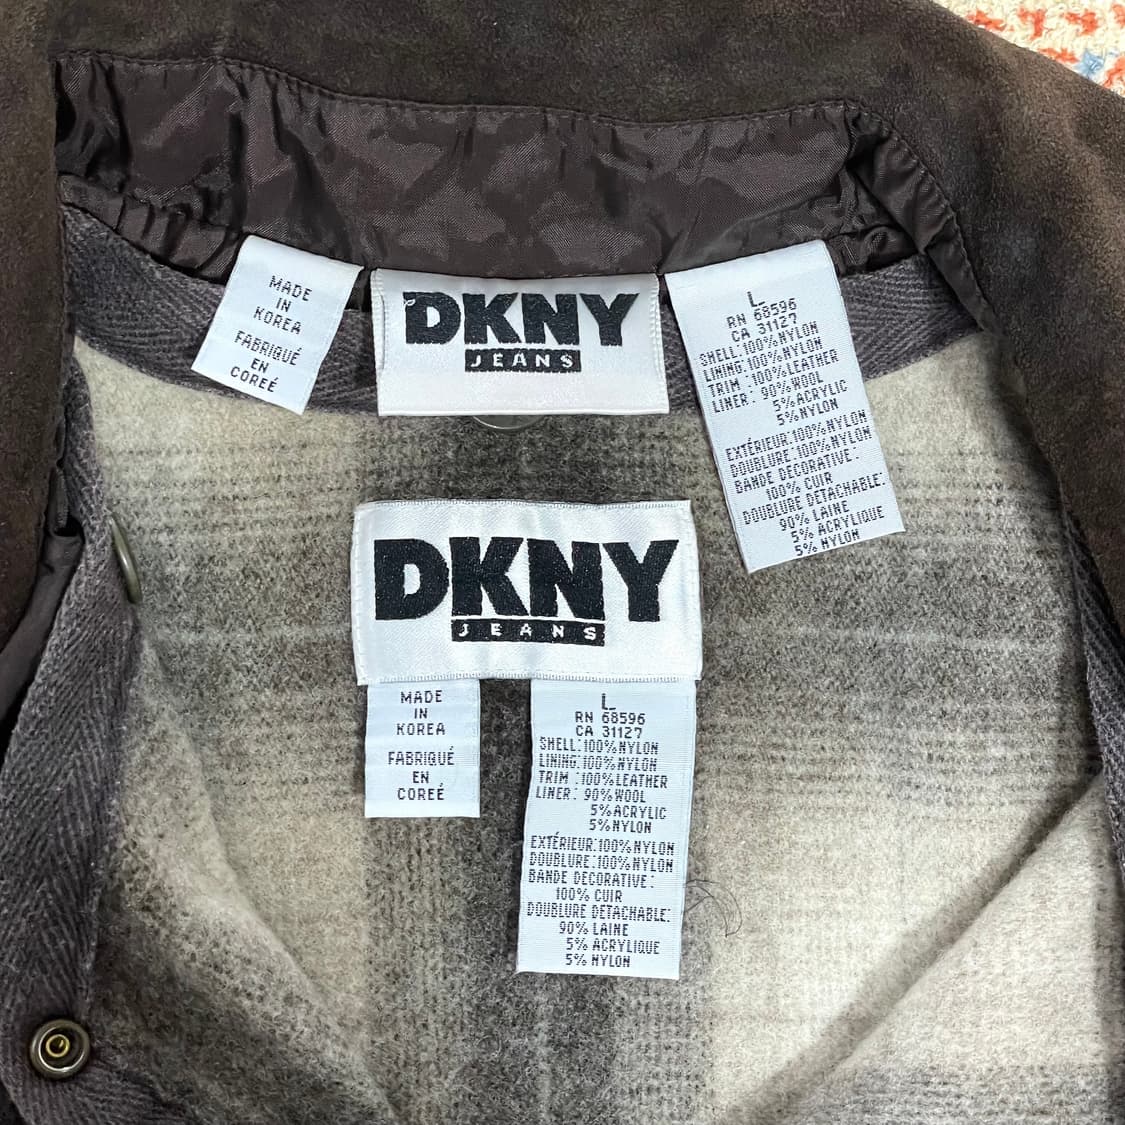 MADE
IN
KOREA
FABRIQUÉ
EN
CORÉE
DKNY
JEANS
L
RN 68596
CA 31127
SHELL:100%NYLON
LINING:100%NYLON
TRIM :100%LEATHER
LINER: 90%WOOL
5%ACRYLIC
5%NYLON
EXTÉRIEUR:100%NYLON
DOUBLURE:100%NYLON
BANDE DECORATIVE:
100% CUIR
DOUBLURE DETACHABLE:
90% LAINE
5% ACRYLIQUE
5% NYLON
DKNY
JEANS
MADE
IN
KOREA
FABRIQUÉ
EN
COREÉ
L
RN 68596
CA 31127
SHELL:100%NYLON
LINING:100%NYLON
TRIM :100%LEATHER
LINER: 90%WOOL
5%ACRYLIC
5%NYLON
EXTÉRIEUR:100%NYLON
DOUBLURE:100%NYLON
BANDE DECORATIVE:
100% CUIR
DOUBLURE DETACHABLE:
90% LAINE
5% ACRYLIQUE
5% NYLON